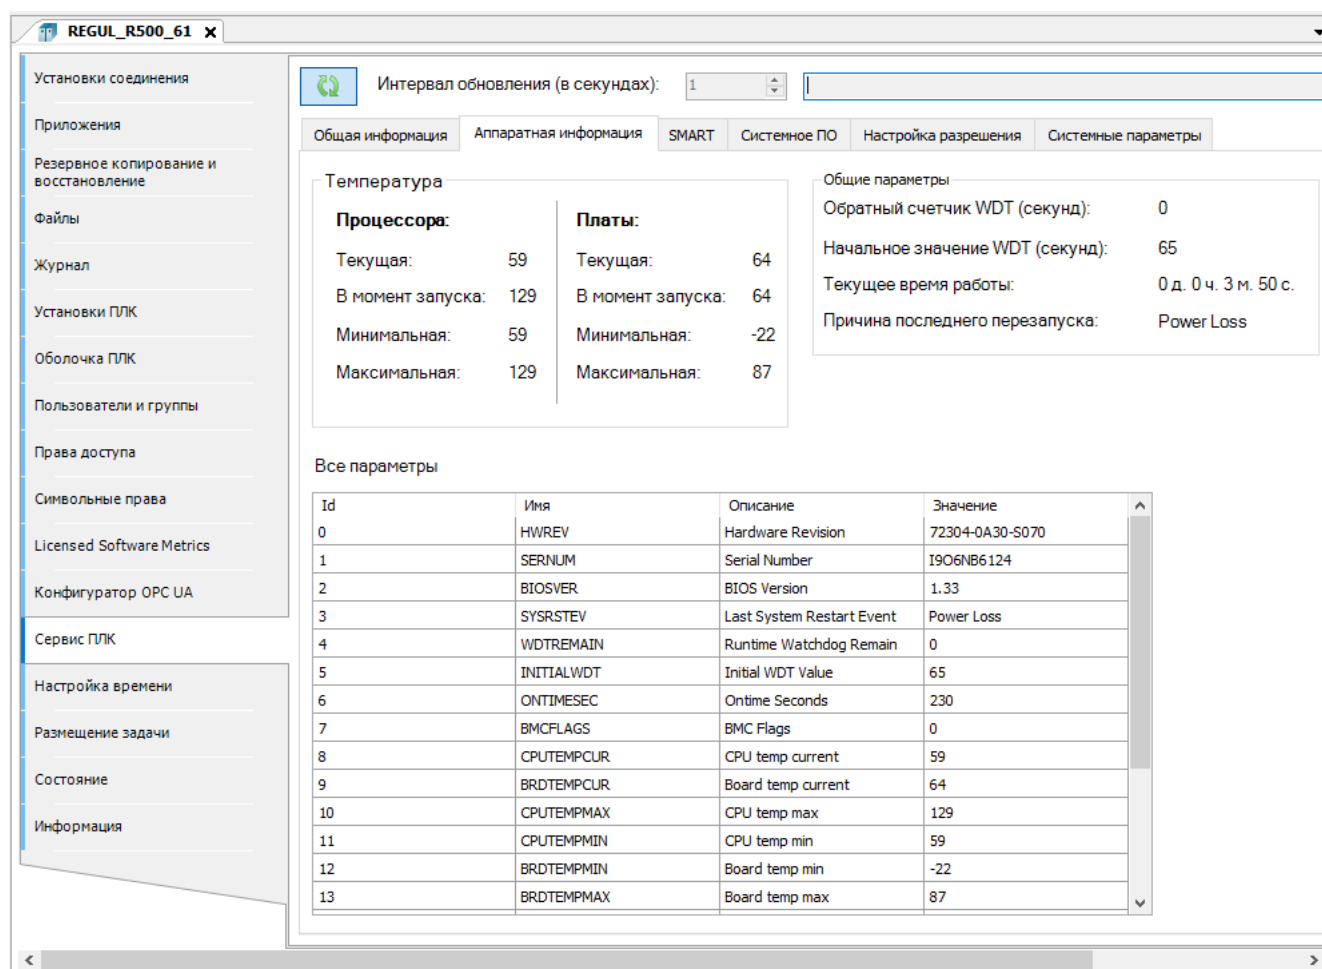 REGUL_R500_61
Установки соединения
Приложения
Резервное копирование и
восстановление
Файлы
Журнал
Установки ПЛК
Оболочка ПЛК
Пользователи и группы
Права доступа
Символьные права
Licensed Software Metrics
Конфигуратор OPC UA
Сервис ПЛК
Настройка времени
Размещение задачи
Состояние
Информация
Интервал обновления (в секундах): 1
Общая информация Аппаратная информация SMART Системное ПО Настройка разрешения Системные параметры
Температура
Процессора:
Текущая: 59
В момент запуска: 129
Минимальная: 59
Максимальная: 129
Платы:
Текущая: 64
В момент запуска: 64
Минимальная: -22
Максимальная: 87
Общие параметры
Обратный счетчик WDT (секунд): 0
Начальное значение WDT (секунд): 65
Текущее время работы: 0 д. 0 ч. 3 м. 50 с.
Причина последнего перезапуска: Power Loss
Все параметры
Id Имя Описание Значение
0 HWREV Hardware Revision 72304-0A30-S070
1 SERNUM Serial Number I9O6NB6124
2 BIOSVER BIOS Version 1.33
3 SYSRSTEV Last System Restart Event Power Loss
4 WDTREMAIN Runtime Watchdog Remain 0
5 INITIALWDT Initial WDT Value 65
6 ONTIMESEC Ontime Seconds 230
7 BMCFLAGS BMC Flags 0
8 CPUTEMPCUR CPU temp current 59
9 BRDTEMPCUR Board temp current 64
10 CPUTEMPMAX CPU temp max 129
11 CPUTEMPMIN CPU temp min 59
12 BRDTEMPMIN Board temp min -22
13 BRDTEMPMAX Board temp max 87